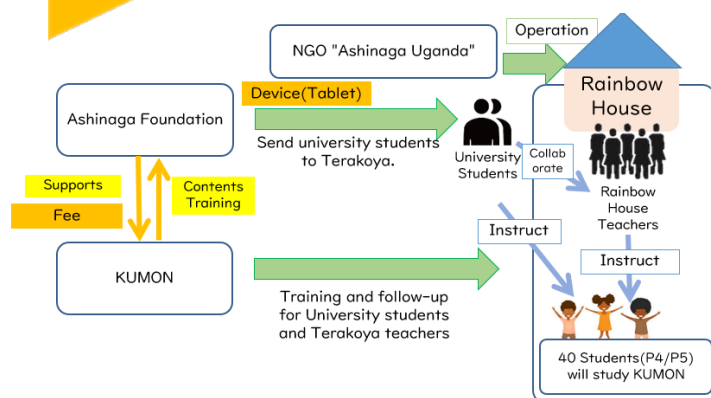 Operation
NGO "Ashinaga Uganda"
Rainbow
House
Device(Tablet)
Ashinaga Foundation
Send university students
to Terakoya.
University
Students
Collab
orate
Supports
Contents
Training
Fee
Rainbow
House
Teachers
Instruct
Instruct
KUMON
Training and follow-up
for University students
and Terakoya teachers
40 Students(P4/P5)
will study KUMON